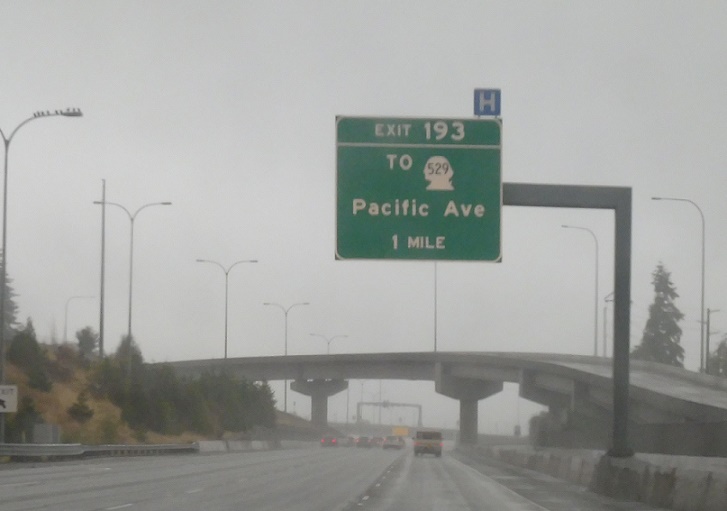 H
EXIT 193
TO 529
Pacific Ave
1 MILE